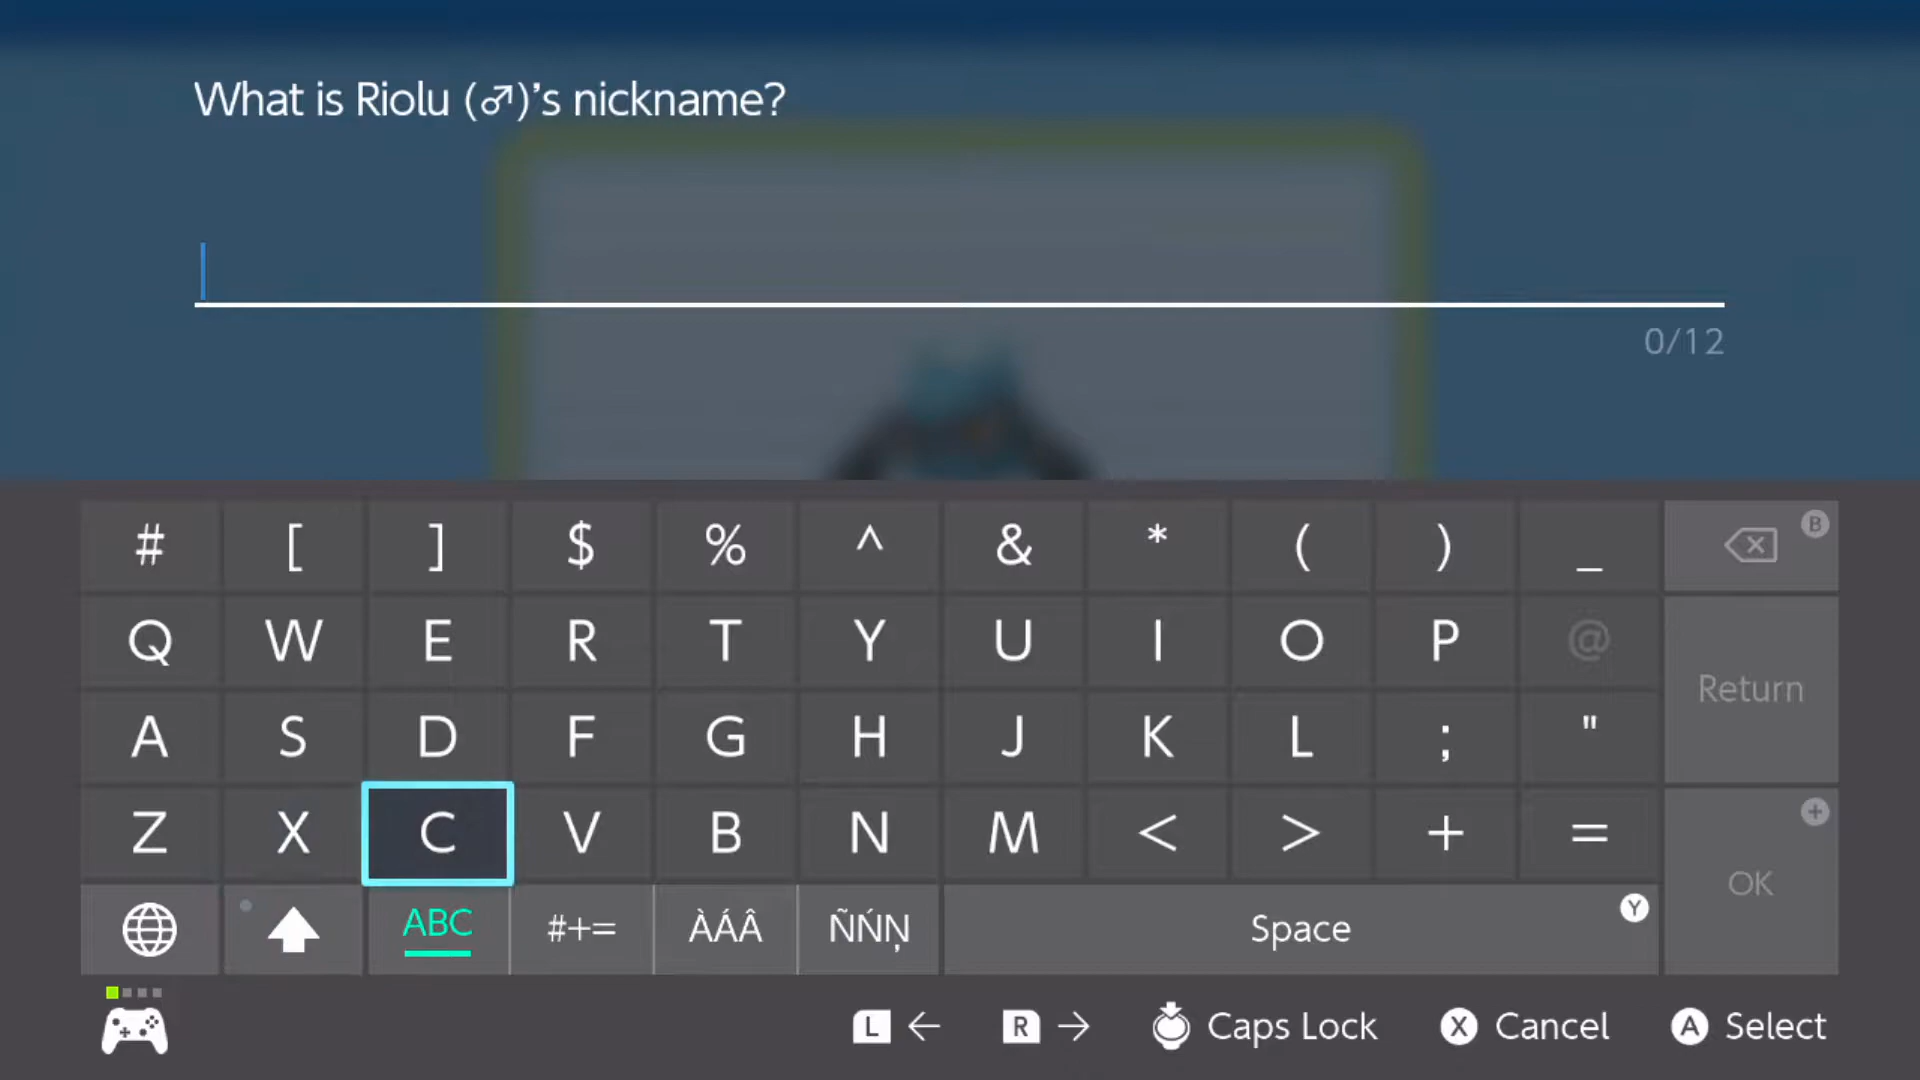 What is Riolu (♂)'s nickname?
0/12
# [ ] $ % ^ & * ( ) _ B
Q W E R T Y U I O P @ Return
A S D F G H J K L ; "
Z X C V B N M < > + = + OK
ABC #+= ÀÁÂ ÑŃŅ Space Y
L ← R → Caps Lock X Cancel A Select